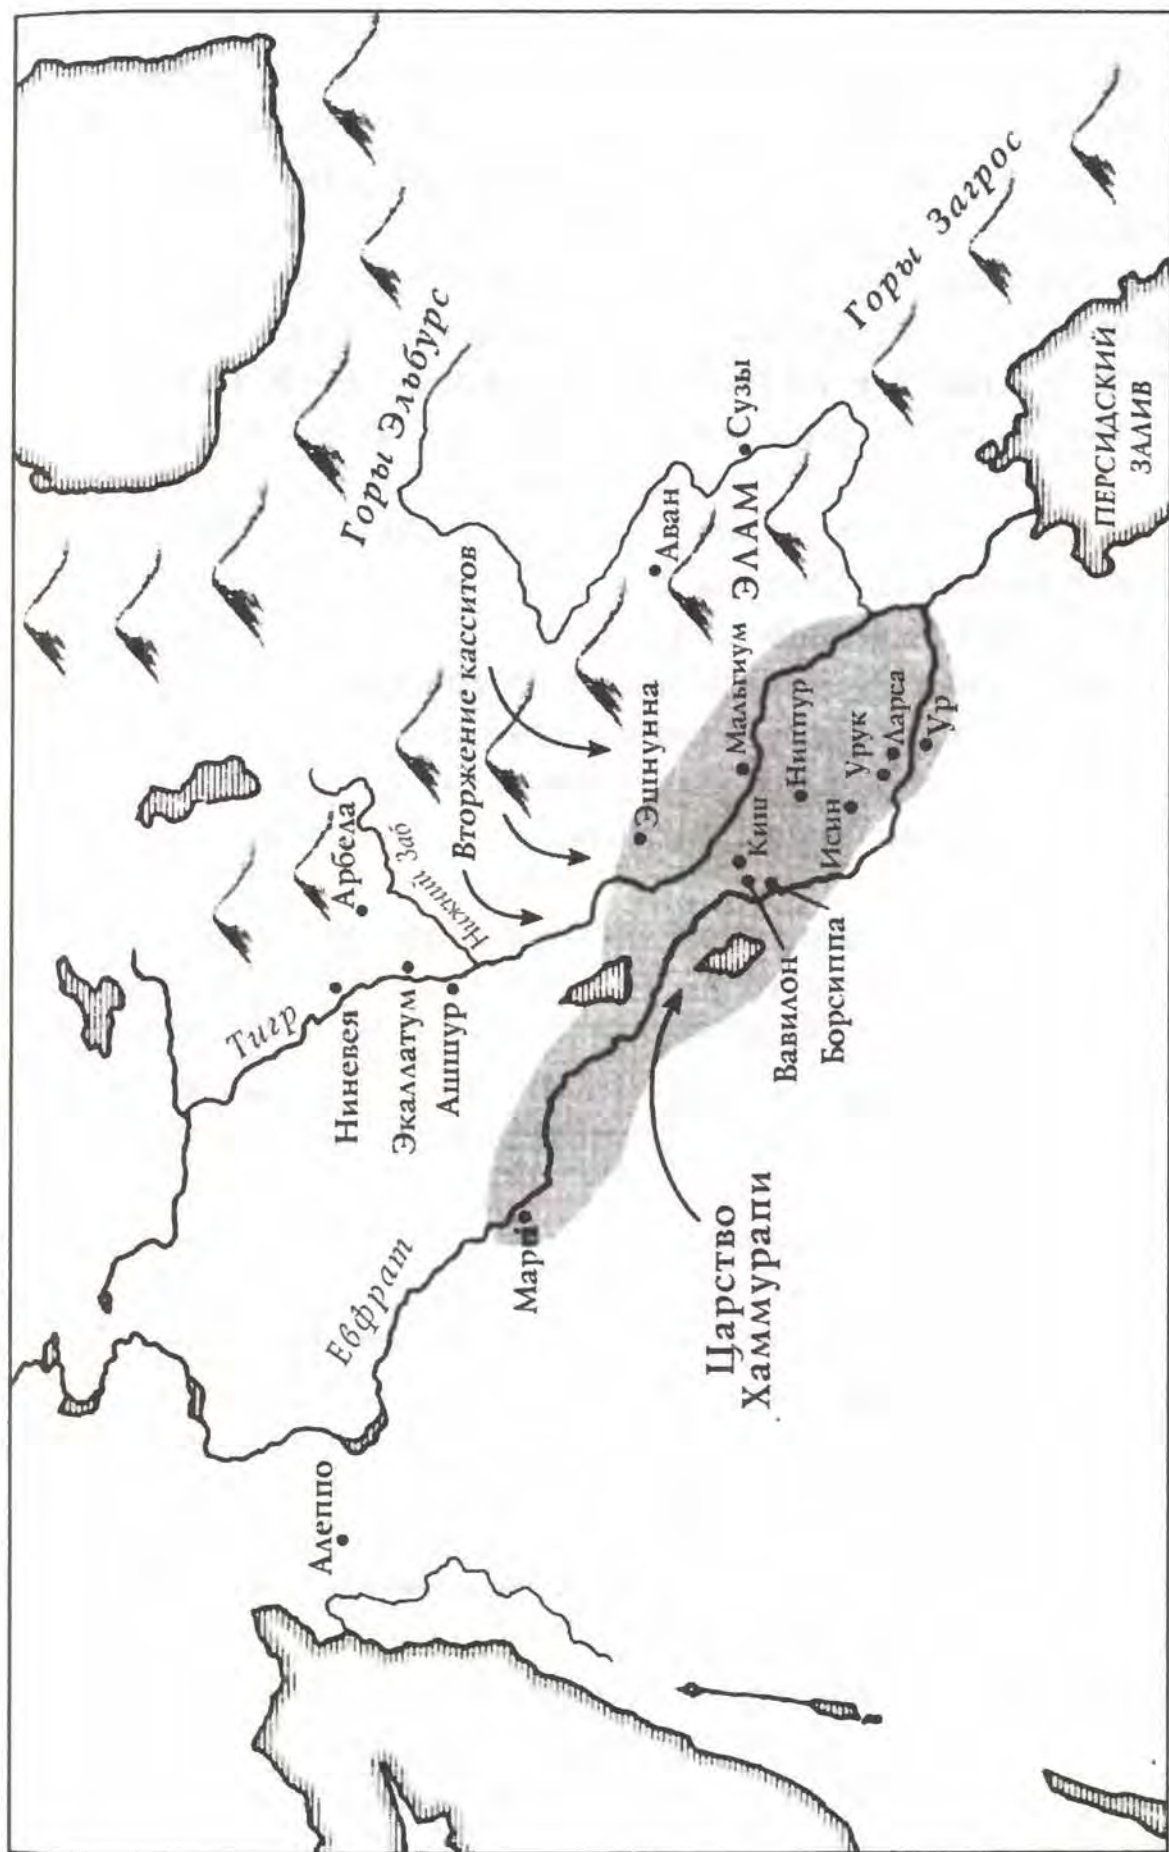 Горы Эльбурс
Горы Загрос
ПЕРСИДСКИЙ
ЗАЛИВ
Сузы
Аван
ЭЛАМ
Вторжение касситов
Мальгиум
Эшнунна
Ниппур
Урук
Ларса
Ур
Киш
Исин
Арбела
Нижний Заб
Тигр
Ниневея
Экаллатум
Ашшур
Вавилон
Борсиппа
Мари
Евфрат
Царство
Хаммурапи
Алеппо